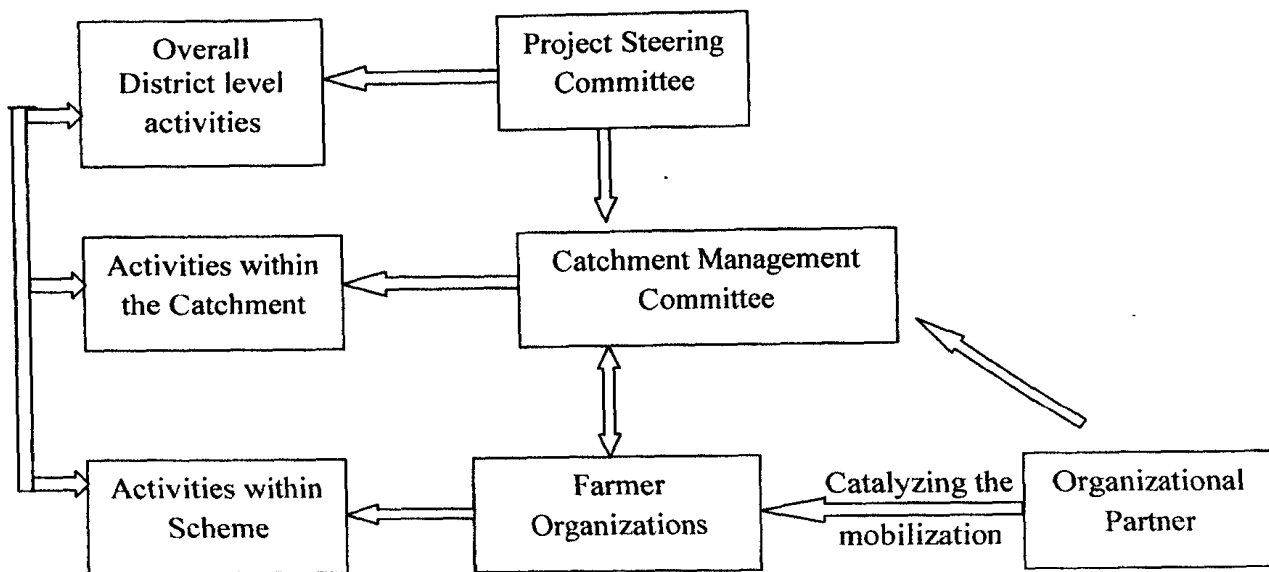 Overall
District level
activities
Project Steering
Committee
Activities within
the Catchment
Catchment Management
Committee
Activities within
Scheme
Farmer
Organizations
Catalyzing the
mobilization
Organizational
Partner